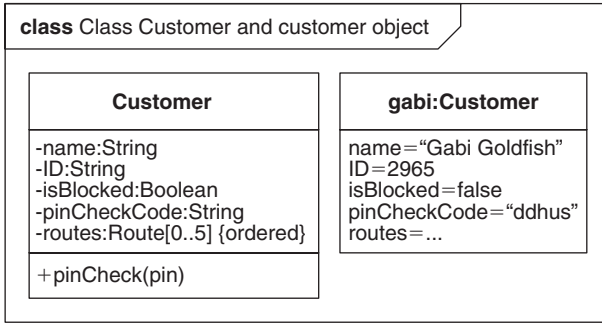 class Class Customer and customer object
Customer
-name:String
-ID:String
-isBlocked:Boolean
-pinCheckCode:String
-routes:Route[0..5] {ordered}
+pinCheck(pin)
gabi:Customer
name=“Gabi Goldfish”
ID=2965
isBlocked=false
pinCheckCode=“ddhus”
routes=...